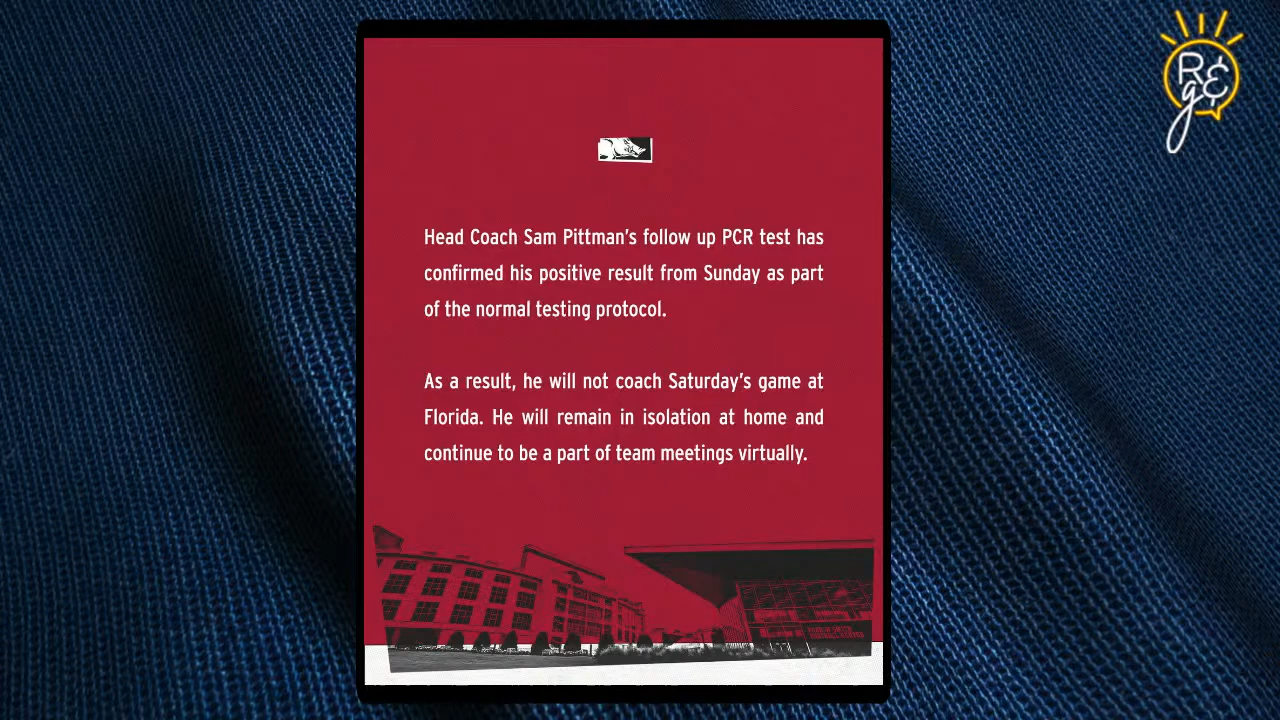 R&
g
Head Coach Sam Pittman's follow up PCR test has
confirmed his positive result from Sunday as part
of the normal testing protocol.
As a result, he will not coach Saturday's game at
Florida. He will remain in isolation at home and
continue to be a part of team meetings virtually.